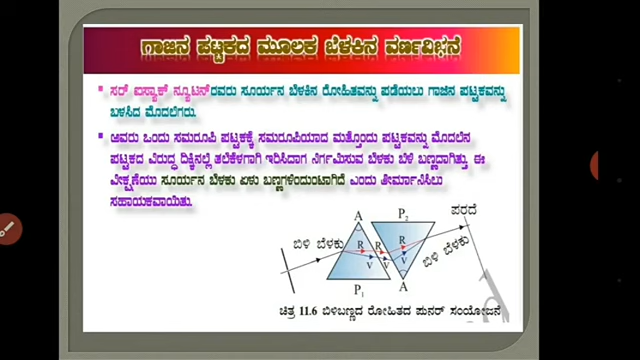 ಗಾಜಿನ ಪಟ್ಟಕದ ಮೂಲಕ ಬೆಳಕಿನ ವರ್ಣವಿಭಜನೆ
ಸರ್ ಐಸ್ಯಾಕ್ ನ್ಯೂಟನ್‌ರವರು ಸೂರ್ಯನ ಬೆಳಕಿನ ರೋಹಿತವನ್ನು ಪಡೆಯಲು ಗಾಜಿನ ಪಟ್ಟಕವನ್ನು
ಬಳಸಿದ ಮೊದಲಿಗರು.
ಅವರು ಒಂದು ಸಮರೂಪಿ ಪಟ್ಟಕಕ್ಕೆ ಸಮರೂಪಿಯಾದ ಮತ್ತೊಂದು ಪಟ್ಟಕವನ್ನು ಮೊದಲಿನ
ಪಟ್ಟಕದ ವಿರುದ್ಧ ದಿಕ್ಕಿನಲ್ಲಿ ತಲೆಕೆಳಗಾಗಿ ಇರಿಸಿದಾಗ ನಿರ್ಗಮಿಸುವ ಬೆಳಕು ಬಿಳಿ ಬಣ್ಣದಾಗಿತ್ತು. ಈ
ವೀಕ್ಷಣೆಯು ಸೂರ್ಯನ ಬೆಳಕು ಏಳು ಬಣ್ಣಗಳಿಂದುಂಟಾಗಿದೆ ಎಂದು ತೀರ್ಮಾನಿಸಿಲು
ಸಹಾಯಕವಾಯಿತು.
A P2 ಪರದೆ
ಬಿಳಿ ಬೆಳಕು R R R
V V V ಬಿಳಿ ಬೆಳಕು
P1 A
ಚಿತ್ರ 11.6 ಬಿಳಿಬಣ್ಣದ ರೋಹಿತದ ಪುನರ್ ಸಂಯೋಜನೆ